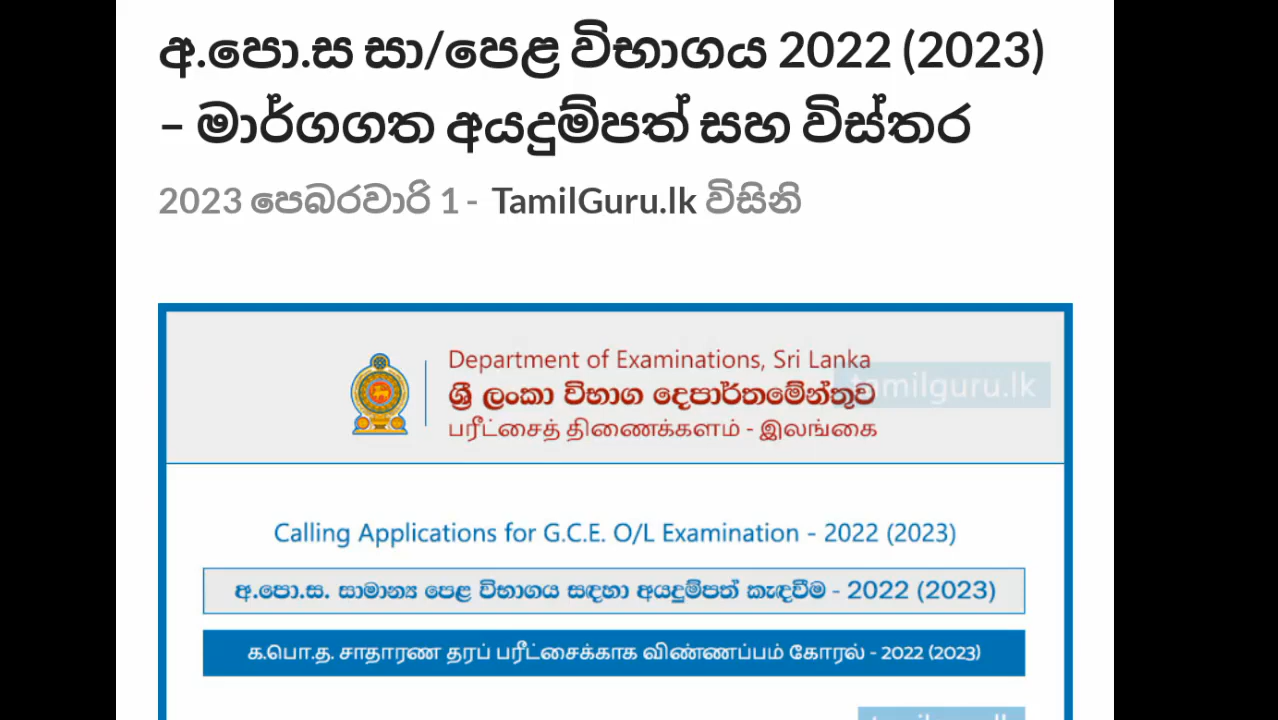 අ.පො.ස සා/පෙළ විභාගය 2022 (2023)
– මාර්ගගත අයදුම්පත් සහ විස්තර
2023 පෙබරවාරි 1 - TamilGuru.lk විසිනි
Department of Examinations, Sri Lanka
ශ්‍රී ලංකා විභාග දෙපාර්තමේන්තුව
tamilguru.lk
பரீட்சைத் திணைக்களம் - இலங்கை
Calling Applications for G.C.E. O/L Examination - 2022 (2023)
අ.පො.ස. සාමාන්‍ය පෙළ විභාගය සඳහා අයදුම්පත් කැඳවීම - 2022 (2023)
க.பொ.த. சாதாரண தரப் பரீட்சைக்காக விண்ணப்பம் கோரல் - 2022 (2023)